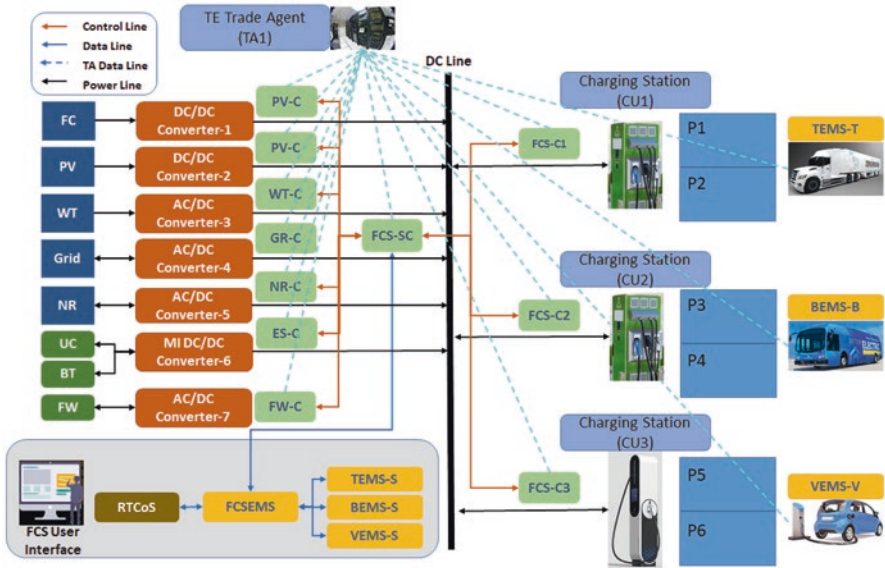 Control Line
Data Line
TA Data Line
Power Line
TE Trade Agent
(TA1)
DC Line
Charging Station
(CU1)
FC
DC/DC
Converter-1
PV-C
PV
DC/DC
Converter-2
PV-C
WT
AC/DC
Converter-3
WT-C
Grid
AC/DC
Converter-4
GR-C
NR
AC/DC
Converter-5
NR-C
UC
BT
MI DC/DC
Converter-6
ES-C
FW
AC/DC
Converter-7
FW-C
FCS-SC
FCS-C1
P1
P2
TEMS-T
Charging Station
(CU2)
FCS-C2
P3
P4
BEMS-B
ELECTRIC
Charging Station
(CU3)
FCS-C3
P5
P6
VEMS-V
FCS User
Interface
RTCoS
FCSEMS
TEMS-S
BEMS-S
VEMS-S